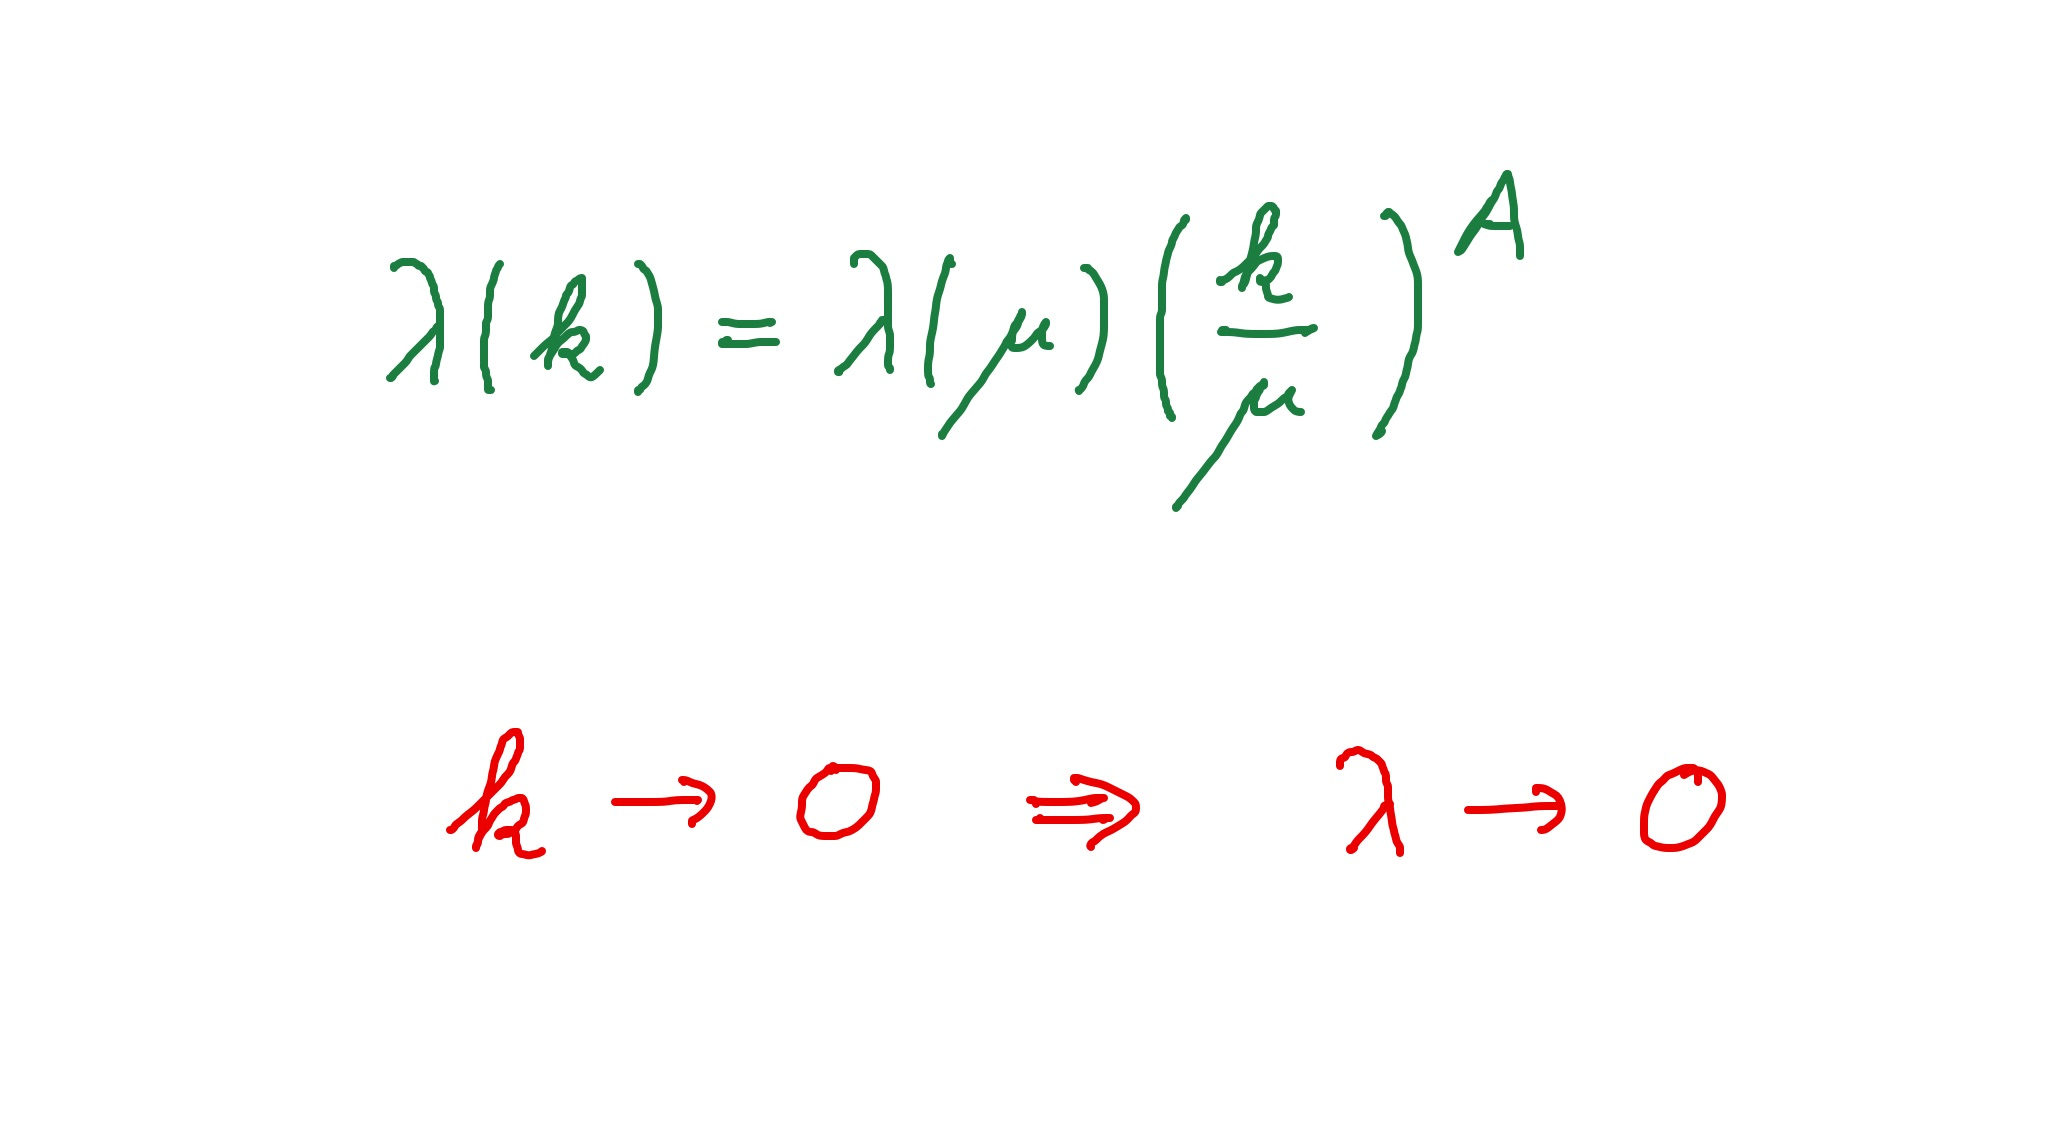 λ(k) = λ(μ) (k/μ)^A
k → 0 ⇒ λ → 0